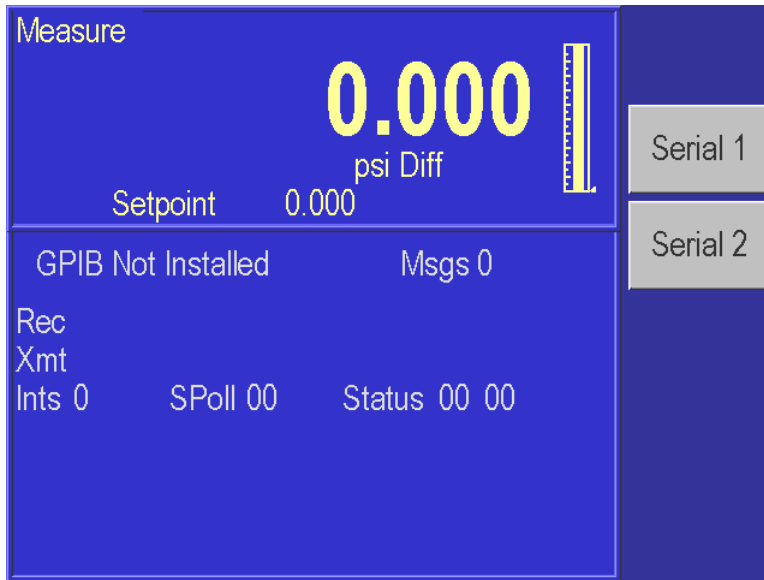 Measure
0.000
psi Diff
Setpoint 0.000
Serial 1
Serial 2
GPIB Not Installed Msgs 0
Rec
Xmt
Ints 0 SPoll 00 Status 00 00